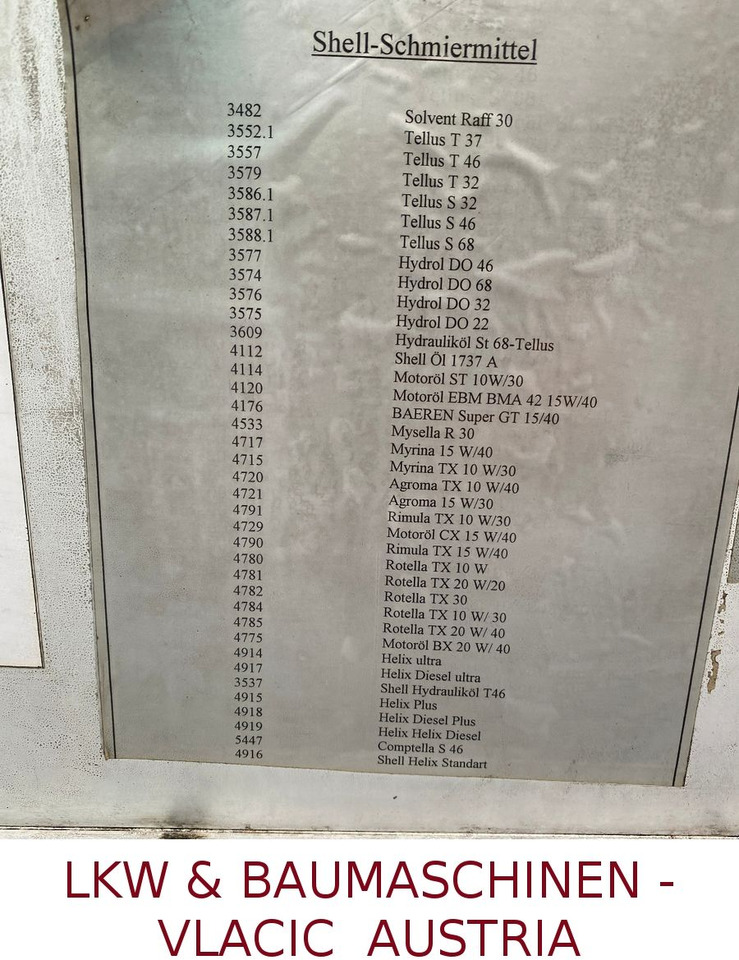 Shell-Schmiermittel
3482 Solvent Raff 30
3552.1 Tellus T 37
3557 Tellus T 46
3579 Tellus T 32
3586.1 Tellus S 32
3587.1 Tellus S 46
3588.1 Tellus S 68
3577 Hydrol DO 46
3574 Hydrol DO 68
3576 Hydrol DO 32
3575 Hydrol DO 22
3609 Hydrauliköl St 68-Tellus
4112 Shell Öl 1737 A
4114 Motoröl ST 10W/30
4120 Motoröl EBM BMA 42 15W/40
4176 BAEREN Super GT 15/40
4533 Mysella R 30
4717 Myrina 15 W/40
4715 Myrina TX 10 W/30
4720 Agroma TX 10 W/40
4721 Agroma 15 W/30
4791 Rimula TX 10 W/30
4729 Motoröl CX 15 W/40
4790 Rimula TX 15 W/40
4780 Rotella TX 10 W
4781 Rotella TX 20 W/20
4782 Rotella TX 30
4784 Rotella TX 10 W/ 30
4785 Rotella TX 20 W/ 40
4775 Motoröl BX 20 W/ 40
4914 Helix ultra
4917 Helix Diesel ultra
3537 Shell Hydrauliköl T46
4915 Helix Plus
4918 Helix Diesel Plus
4919 Helix Helix Diesel
5447 Comptella S 46
4916 Shell Helix Standart
LKW & BAUMASCHINEN -
VLACIC AUSTRIA